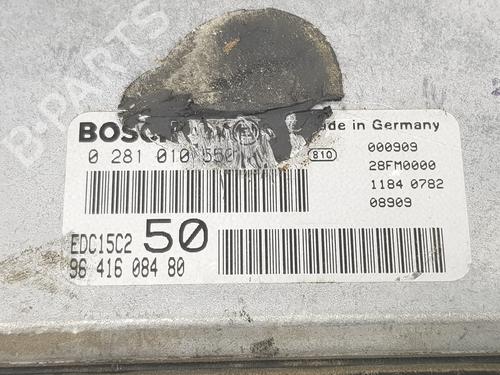 B-PARTS
BOSCH
Made in Germany
0 281 010 550
810
000909
28FM0000
1184 0782
08909
EDC15C2 50
96 416 084 80